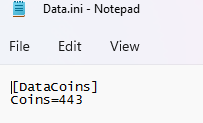 Data.ini - Notepad
File Edit View
[DataCoins]
Coins=443